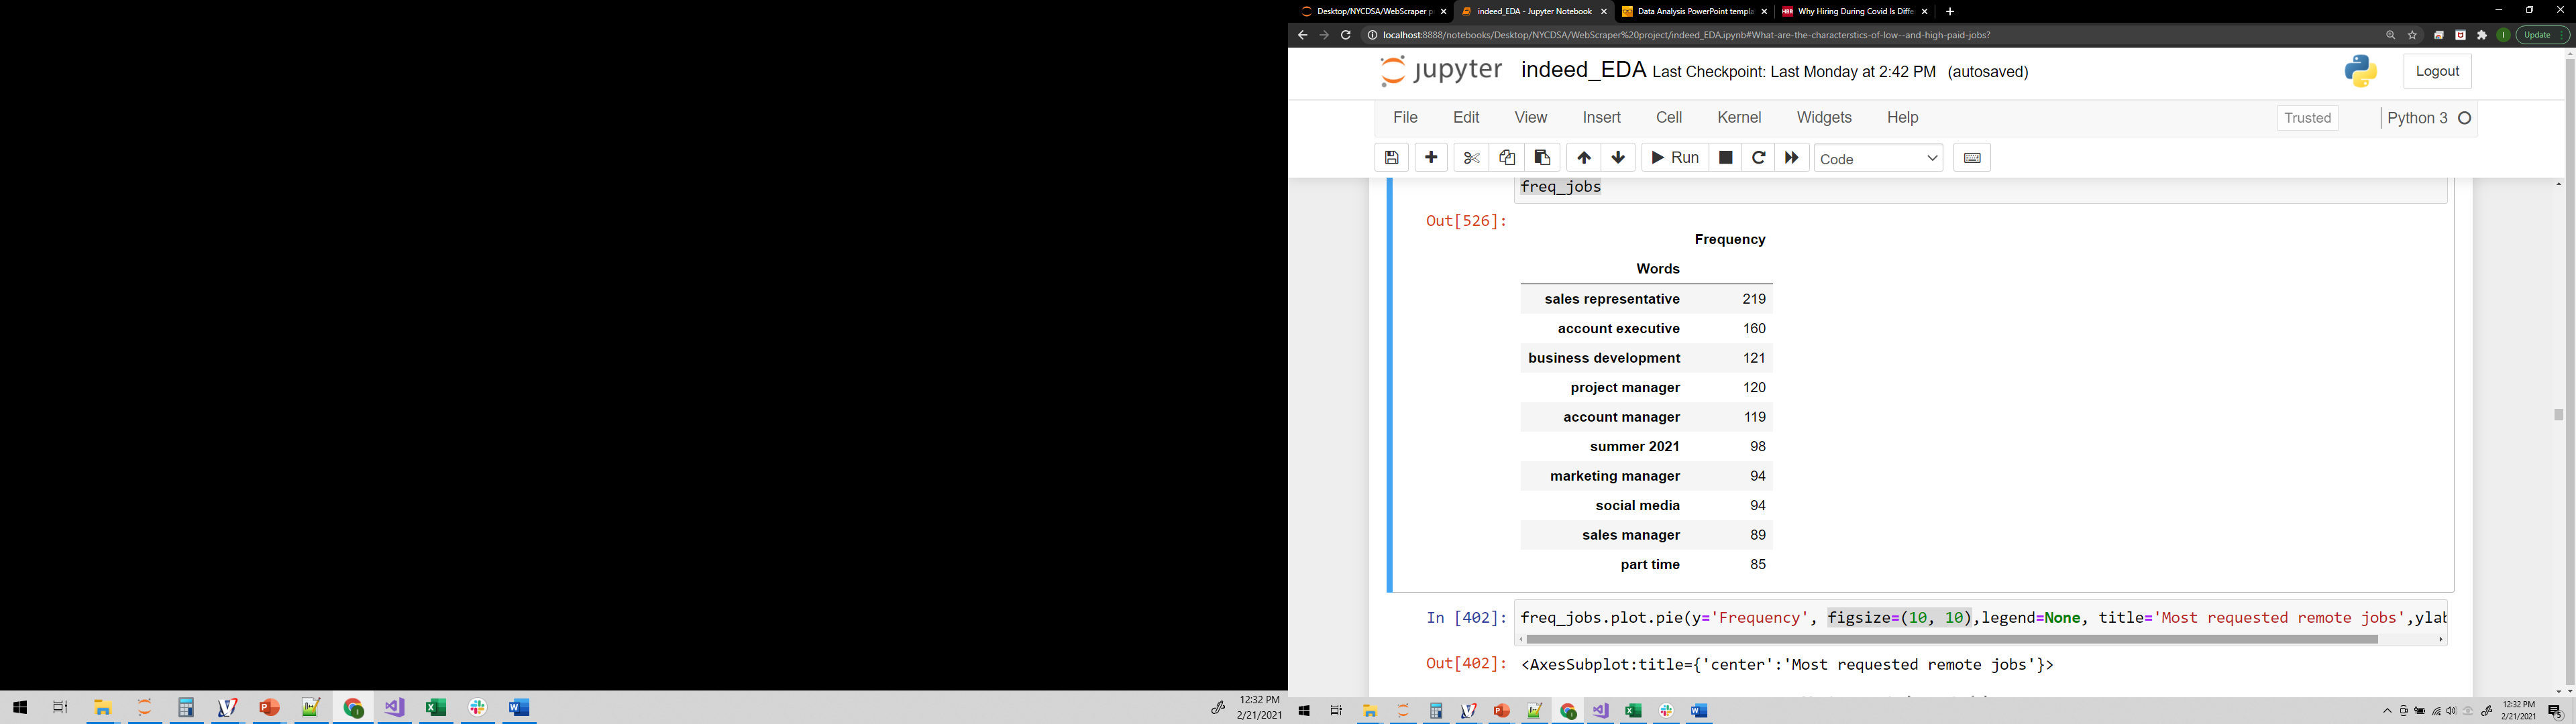 Desktop/NYCDSA/WebScraper p
indeed_EDA - Jupyter Notebook
Data Analysis PowerPoint templa
Why Hiring During Covid Is Diffe
localhost:8888/notebooks/Desktop/NYCDSA/WebScraper%20project/indeed_EDA.ipynb#What-are-the-characterstics-of-low--and-high-paid-jobs?
Update
jupyter indeed_EDA Last Checkpoint: Last Monday at 2:42 PM (autosaved)
Logout
File Edit View Insert Cell Kernel Widgets Help
Trusted
Python 3
Run
Code
freq_jobs
Out[526]:
Frequency
Words
sales representative 219
account executive 160
business development 121
project manager 120
account manager 119
summer 2021 98
marketing manager 94
social media 94
sales manager 89
part time 85
In [402]: freq_jobs.plot.pie(y='Frequency', figsize=(10, 10),legend=None, title='Most requested remote jobs',ylab
Out[402]: <AxesSubplot:title={'center':'Most requested remote jobs'}>
12:32 PM
2/21/2021
12:32 PM
2/21/2021